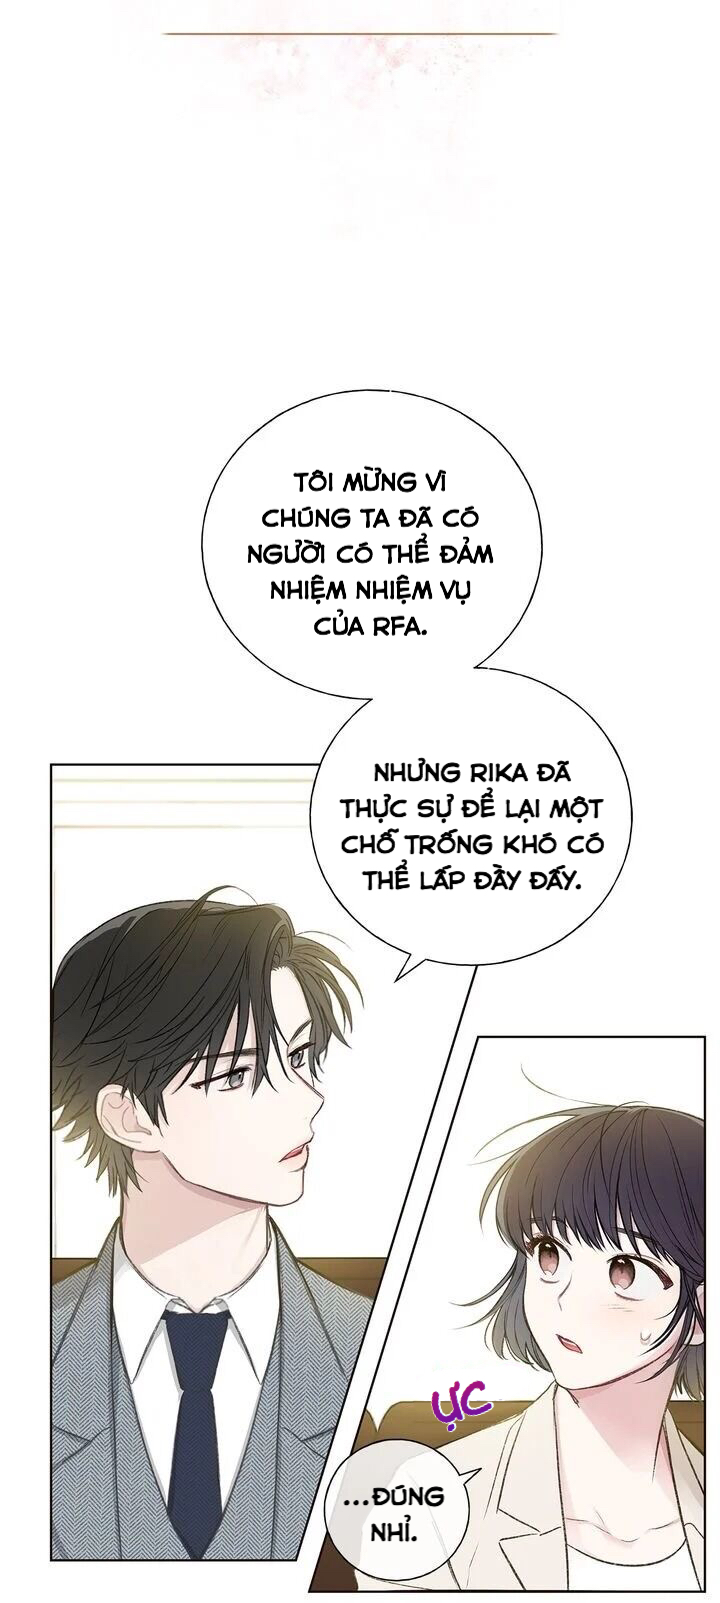 TÔI MỪNG VÌ
CHÚNG TA ĐÃ CÓ
NGƯỜI CÓ THỂ ĐẢM
NHIỆM NHIỆM VỤ
CỦA RFA.
NHƯNG RIKA ĐÃ
THỰC SỰ ĐỂ LẠI MỘT
CHỖ TRỐNG KHÓ CÓ
THỂ LẤP ĐẦY ĐẤY.
ỰC
...ĐÚNG
NHỈ.